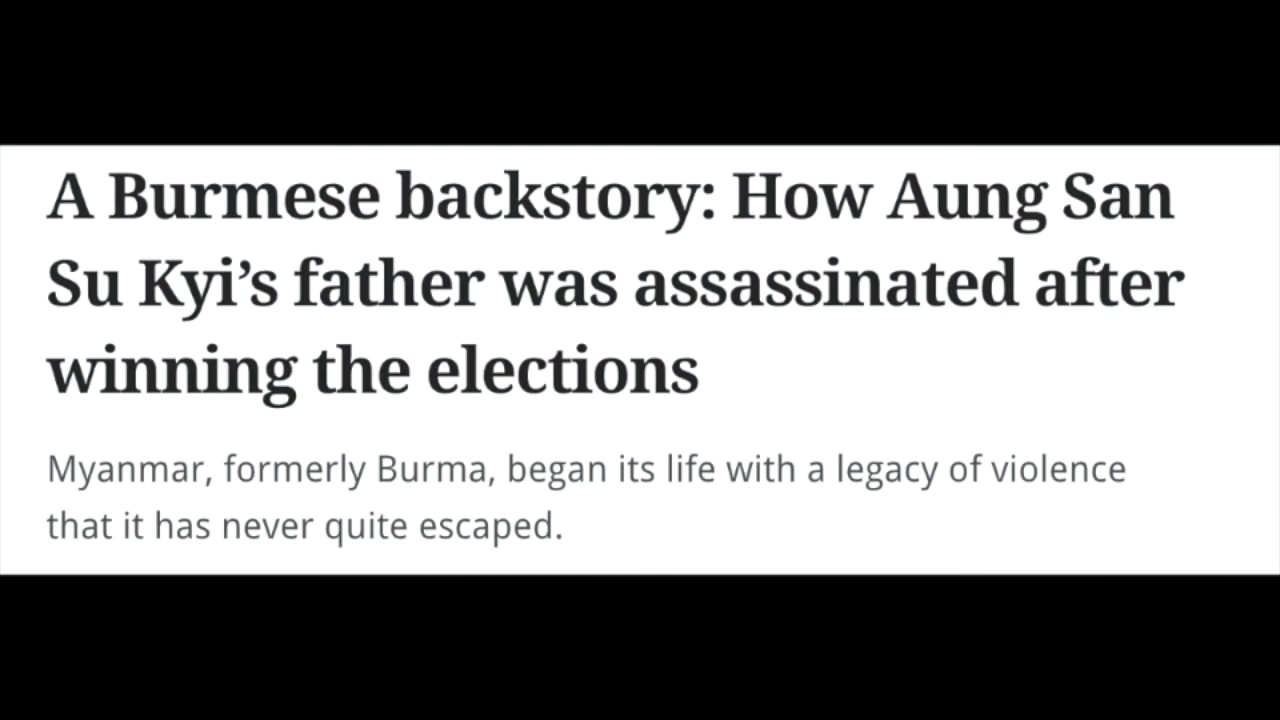 A Burmese backstory: How Aung San
Su Kyi’s father was assassinated after
winning the elections
Myanmar, formerly Burma, began its life with a legacy of violence
that it has never quite escaped.